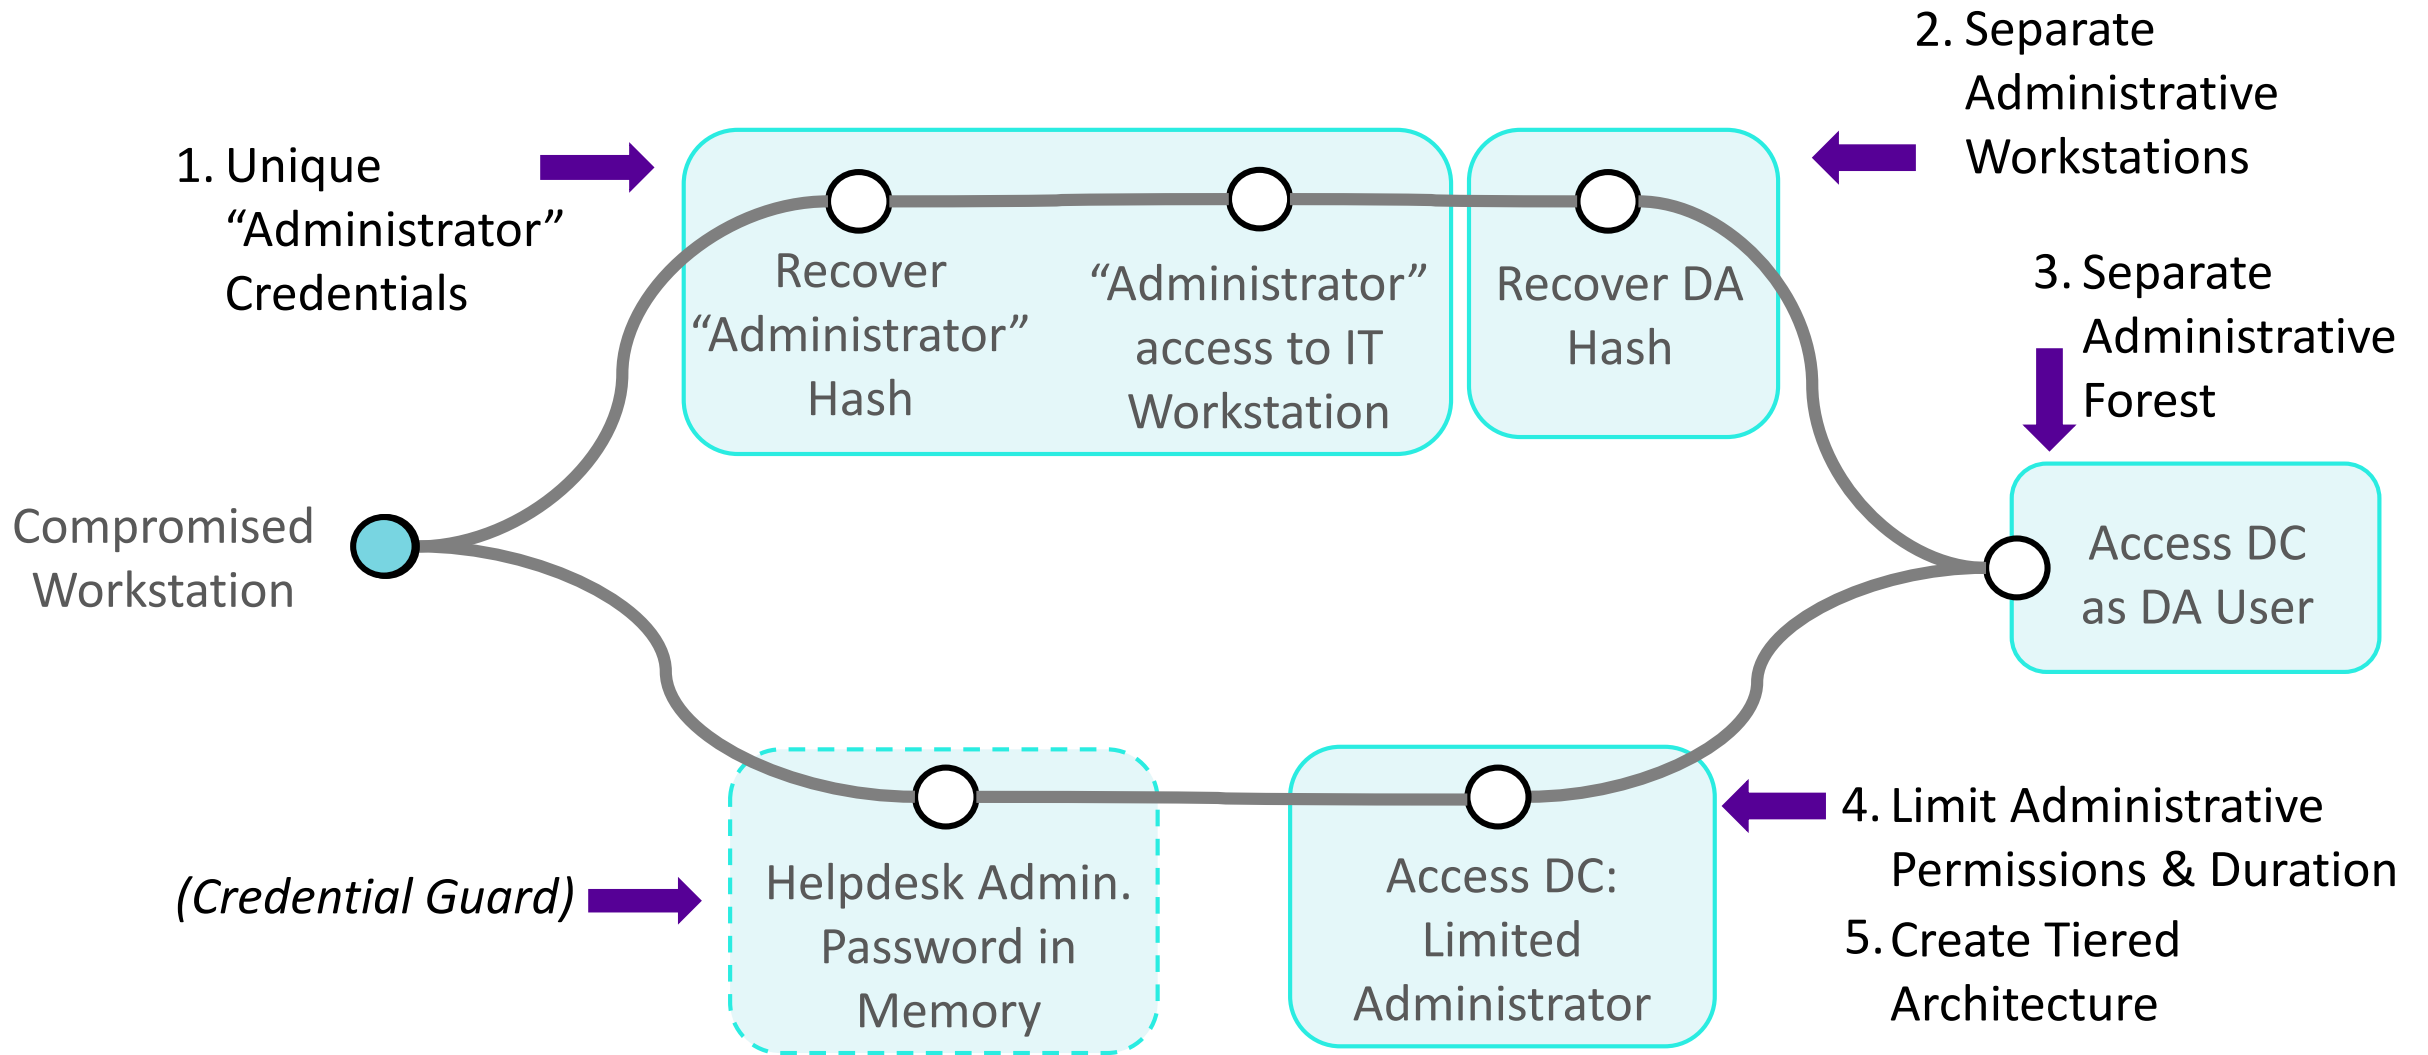 2. Separate
Administrative
Workstations
1. Unique
“Administrator”
Credentials
Recover
“Administrator”
Hash
“Administrator”
access to IT
Workstation
Recover DA
Hash
3. Separate
Administrative
Forest
Compromised
Workstation
Access DC
as DA User
(Credential Guard)
Helpdesk Admin.
Password in
Memory
Access DC:
Limited
Administrator
4. Limit Administrative
Permissions & Duration
5. Create Tiered
Architecture